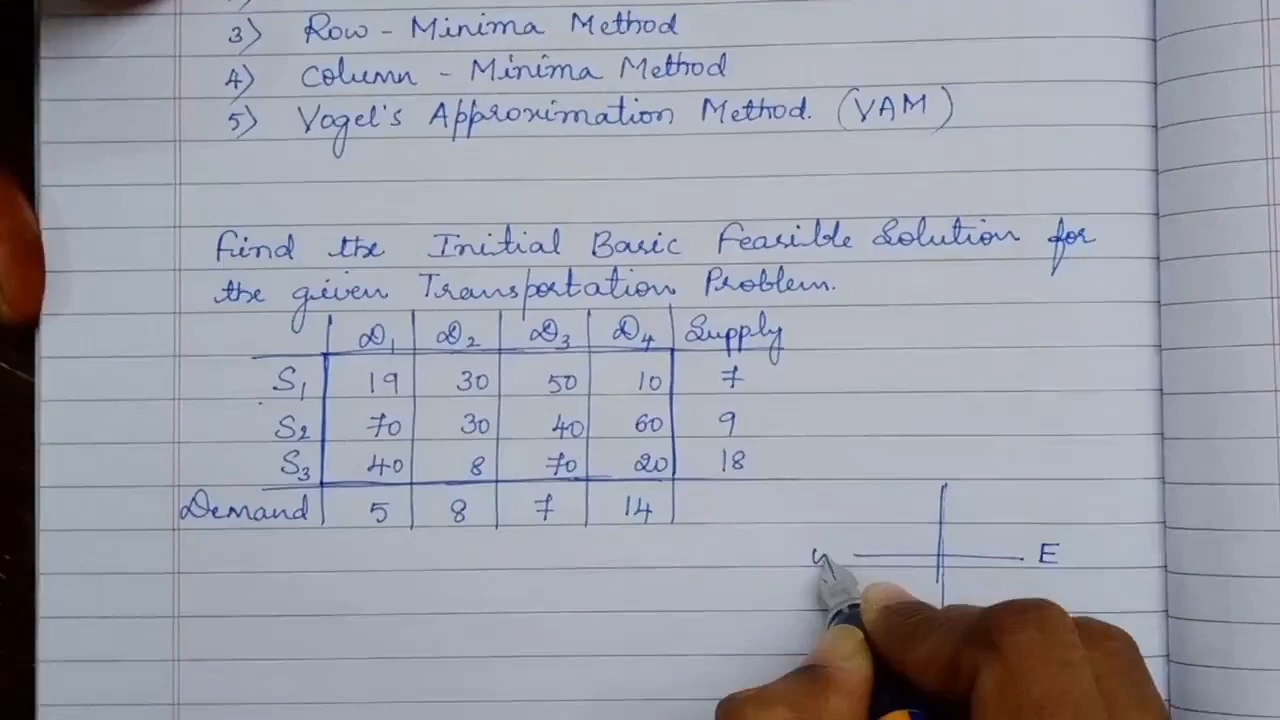 3) Row - Minima Method
4) Column - Minima Method
5) Vogel's Approximation Method. (VAM)
Find the Initial Basic Feasible Solution for
the given Transportation Problem.
D1 D2 D3 D4 Supply
S1 19 30 50 10 7
S2 70 30 40 60 9
S3 40 8 70 20 18
Demand 5 8 7 14
E